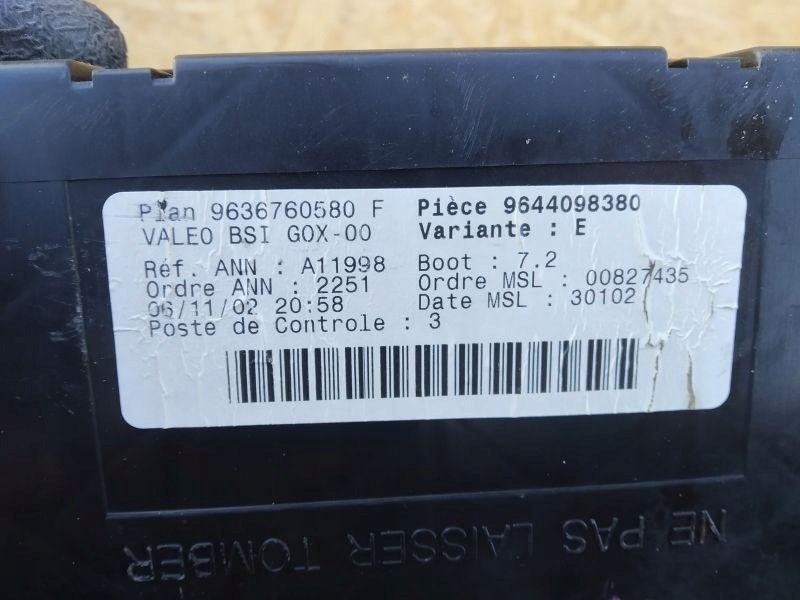 Plan 9636760580 F Pièce 9644098380
VALEO BSI G0X-00 Variante : E
Réf. ANN : A11998 Boot : 7.2
Ordre ANN : 2251 Ordre MSL : 00827435
06/11/02 20:58 Date MSL : 30102
Poste de Controle : 3
NE PAS LAISSER TOMBER